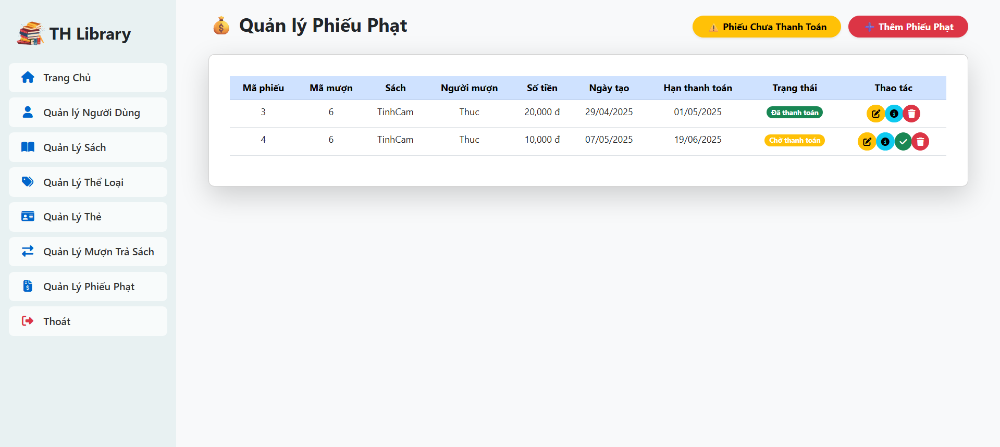 TH Library
Trang Chủ
Quản lý Người Dùng
Quản Lý Sách
Quản Lý Thể Loại
Quản Lý Thẻ
Quản Lý Mượn Trả Sách
Quản Lý Phiếu Phạt
Thoát
Quản lý Phiếu Phạt
Phiếu Chưa Thanh Toán
Thêm Phiếu Phạt
Mã phiếu Mã mượn Sách Người mượn Số tiền Ngày tạo Hạn thanh toán Trạng thái Thao tác
3 6 TinhCam Thuc 20,000 đ 29/04/2025 01/05/2025 Đã thanh toán
4 6 TinhCam Thuc 10,000 đ 07/05/2025 19/06/2025 Chờ thanh toán